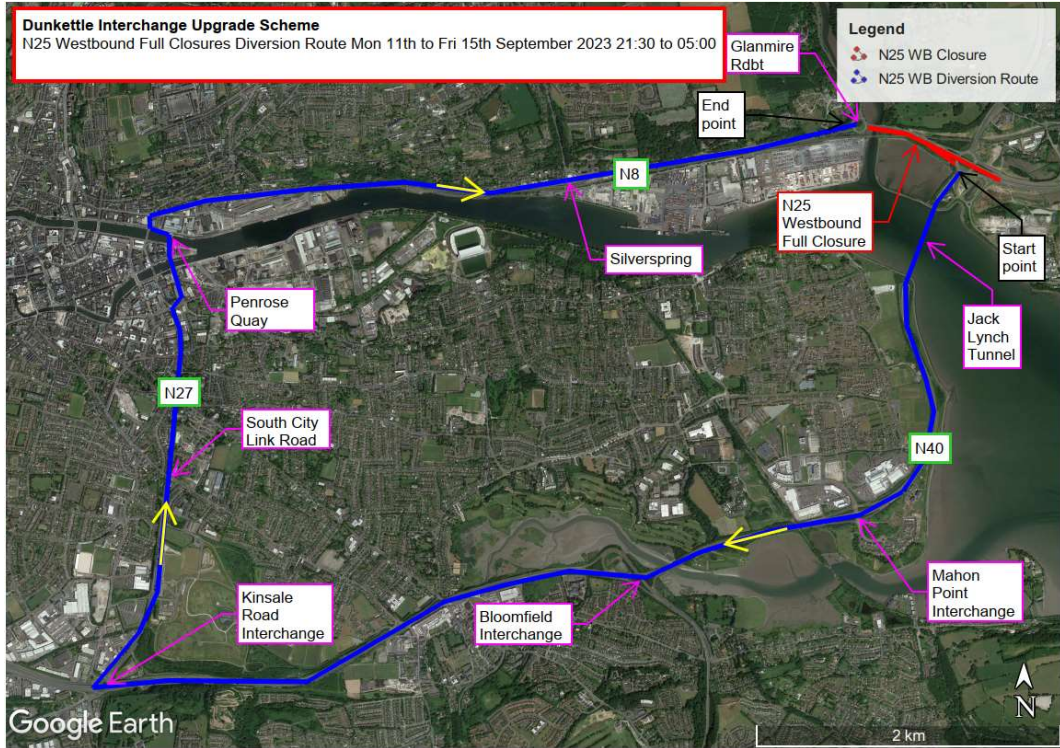 Dunkettle Interchange Upgrade Scheme
N25 Westbound Full Closures Diversion Route Mon 11th to Fri 15th September 2023 21:30 to 05:00
Glanmire
Rdbt
Legend
N25 WB Closure
N25 WB Diversion Route
End
point
N8
N25
Westbound
Full Closure
Start
point
Silverspring
Penrose
Quay
Jack
Lynch
Tunnel
N27
South City
Link Road
N40
Kinsale
Road
Interchange
Bloomfield
Interchange
Mahon
Point
Interchange
N
Google Earth
2 km